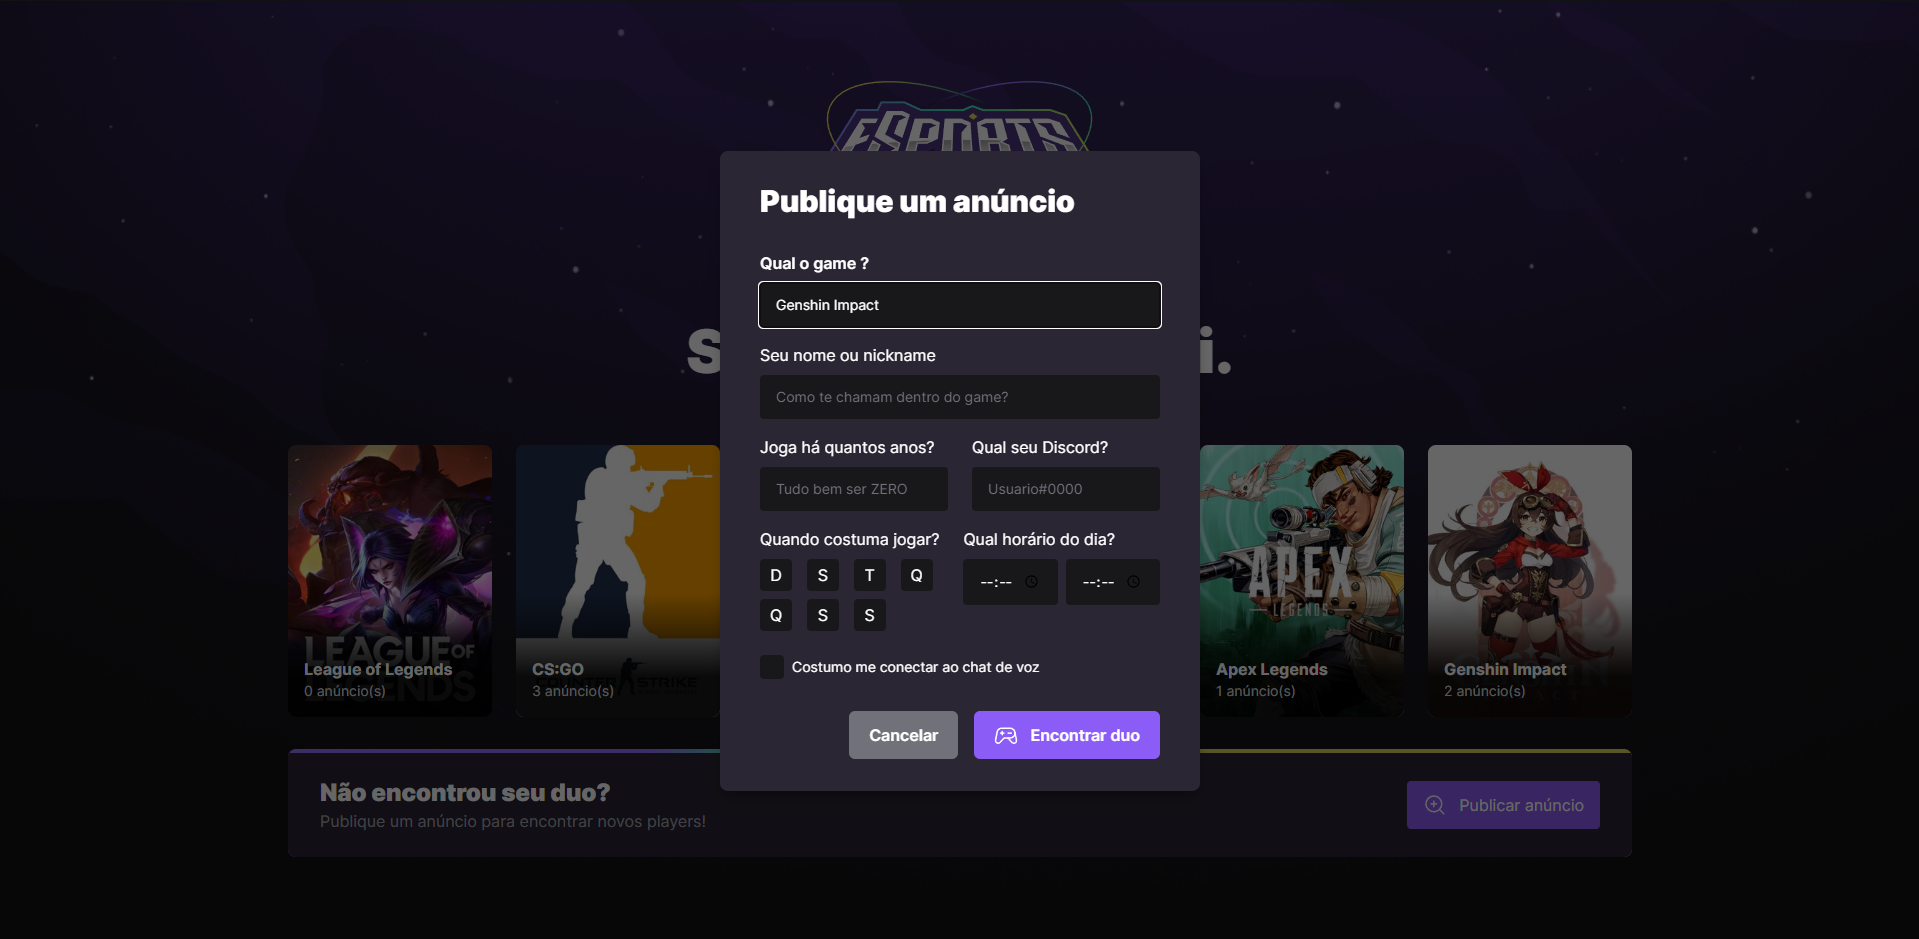 ESPORTS
Publique um anúncio
Qual o game ?
Genshin Impact
Seu nome ou nickname
S
i.
Como te chamam dentro do game?
Joga há quantos anos?
Qual seu Discord?
Tudo bem ser ZERO
Usuario#0000
Quando costuma jogar?
Qual horário do dia?
D S T Q
--:--
--:--
Q S S
APEX
LEGENDS
LEAGUE OF
LEGENDS
COUNTER STRIKE
League of Legends
0 anúncio(s)
CS:GO
3 anúncio(s)
Costumo me conectar ao chat de voz
Apex Legends
1 anúncio(s)
Genshin Impact
2 anúncio(s)
Cancelar
Encontrar duo
Não encontrou seu duo?
Publique um anúncio para encontrar novos players!
Publicar anúncio